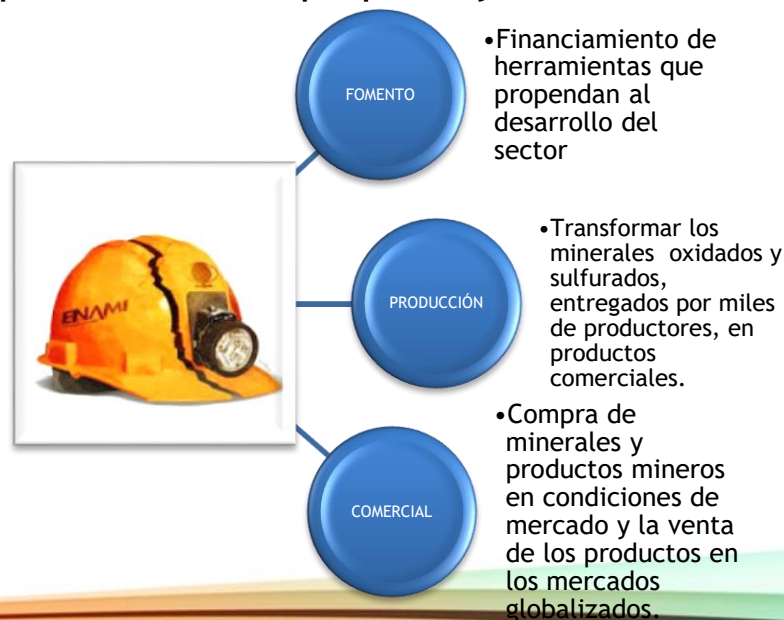 FOMENTO
•Financiamiento de
herramientas que
propendan al
desarrollo del
sector
ENAMI
PRODUCCIÓN
•Transformar los
minerales oxidados y
sulfurados,
entregados por miles
de productores, en
productos
comerciales.
COMERCIAL
•Compra de
minerales y
productos mineros
en condiciones de
mercado y la venta
de los productos en
los mercados
globalizados.